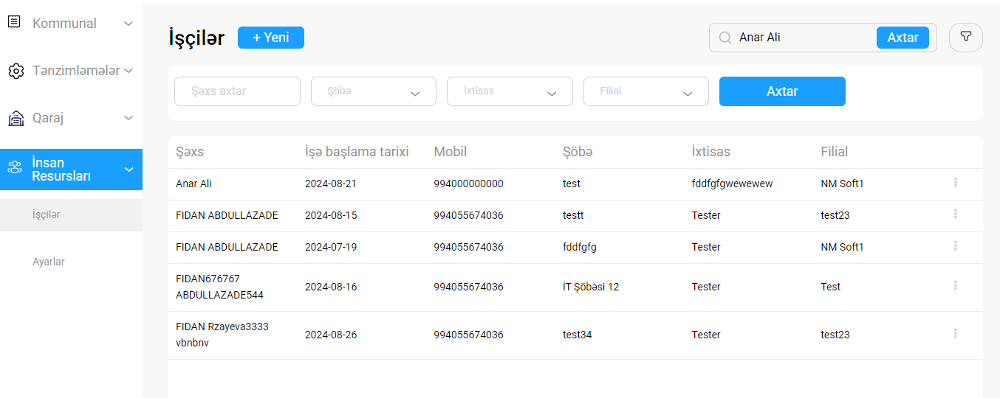 Kommunal
Tənzimləmələr
Qaraj
İnsan
Resursları
İşçilər
Ayarlar
İşçilər
+ Yeni
Anar Ali
Axtar
Şəxs axtar
Şöbə
İxtisas
Filial
Axtar
Şəxs İşə başlama tarixi Mobil Şöbə İxtisas Filial
Anar Ali 2024-08-21 994000000000 test fddfgfgwewewew NM Soft1
FIDAN ABDULLAZADE 2024-08-15 994055674036 testt Tester test23
FIDAN ABDULLAZADE 2024-07-19 994055674036 fddfgfg Tester NM Soft1
FIDAN676767
ABDULLAZADE544
2024-08-16 994055674036 İT Şöbəsi 12 Tester Test
FIDAN Rzayeva3333
vbnbnv
2024-08-26 994055674036 test34 Tester test23